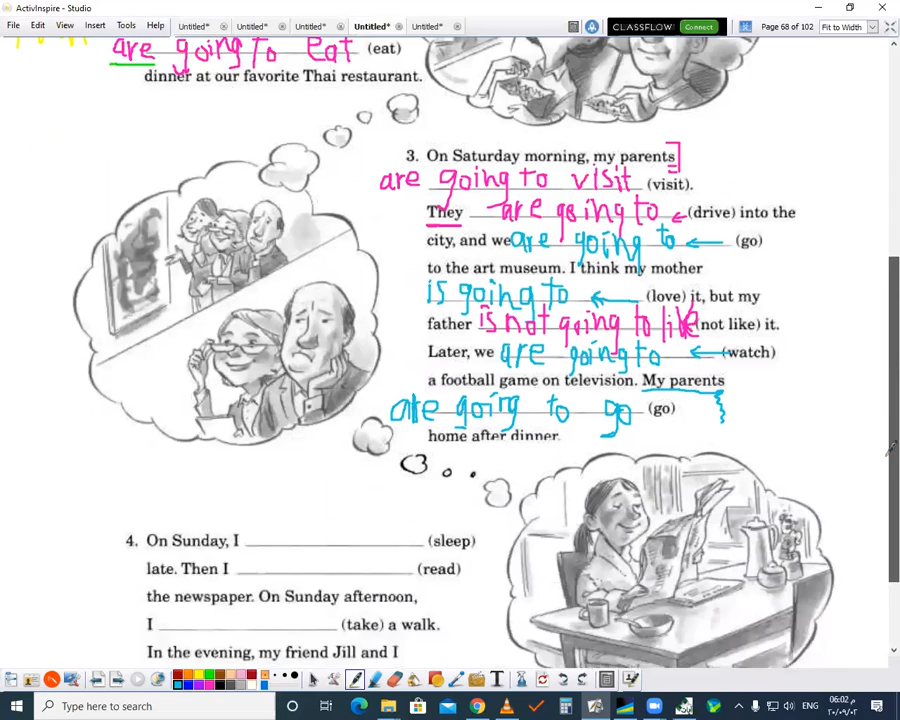 ActivInspire - Studio
File Edit View Insert Tools Help Untitled* Untitled* Untitled* Untitled* Untitled* CLASSFLOW Connect Page 68 of 102 Fit to Width
are going to eat (eat)
dinner at our favorite Thai restaurant.
3. On Saturday morning, my parents
are going to visit (visit).
They are going to (drive) into the
city, and we are going to (go)
to the art museum. I think my mother
is going to (love) it, but my
father is not going to like (not like) it.
Later, we are going to (watch)
a football game on television. My parents
are going to go (go)
home after dinner.
4. On Sunday, I (sleep)
late. Then I (read)
the newspaper. On Sunday afternoon,
I (take) a walk.
In the evening, my friend Jill and I
Type here to search
06:02 م